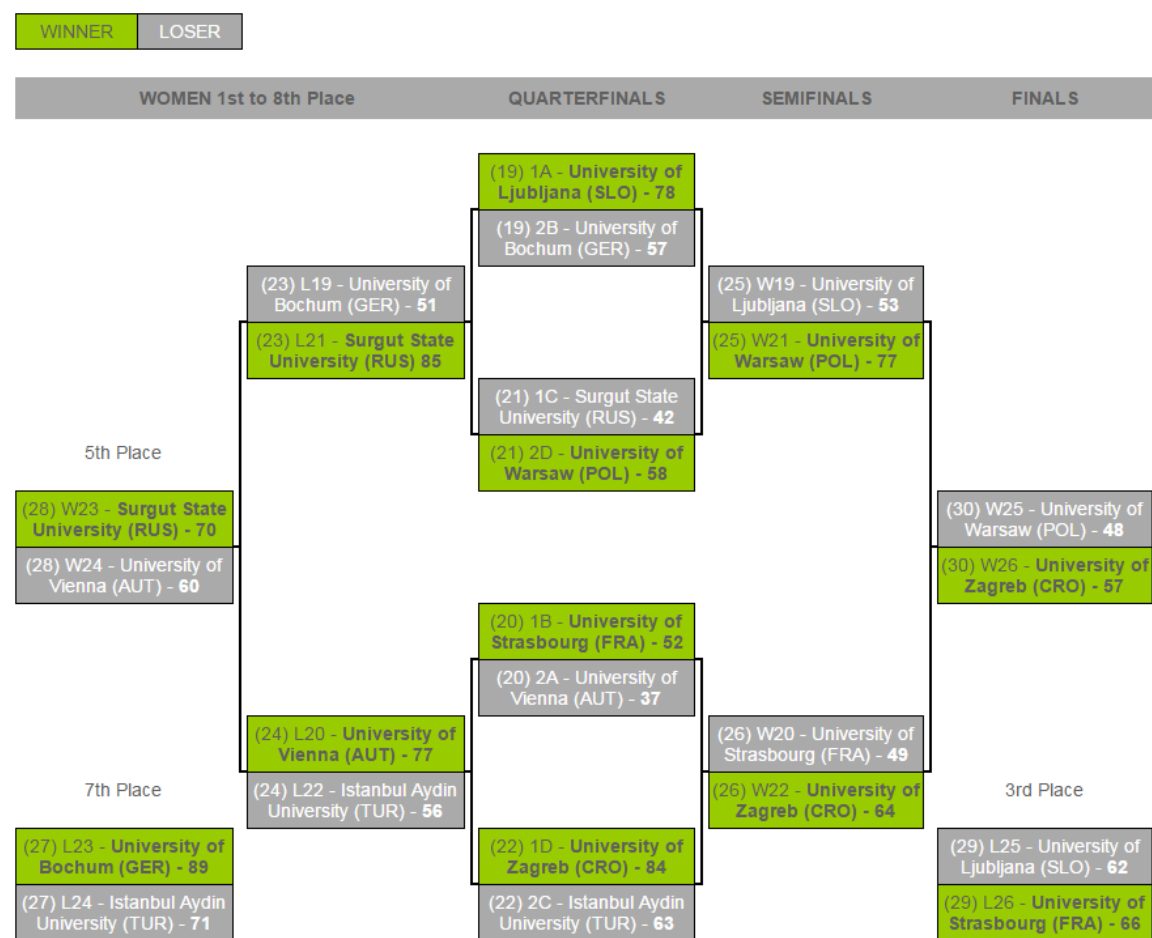 WINNER LOSER
WOMEN 1st to 8th Place QUARTERFINALS SEMIFINALS FINALS
(19) 1A - University of
Ljubljana (SLO) - 78
(19) 2B - University of
Bochum (GER) - 57
(23) L19 - University of
Bochum (GER) - 51
(23) L21 - Surgut State
University (RUS) 85
(25) W19 - University of
Ljubljana (SLO) - 53
(25) W21 - University of
Warsaw (POL) - 77
(21) 1C - Surgut State
University (RUS) - 42
(21) 2D - University of
Warsaw (POL) - 58
5th Place
(28) W23 - Surgut State
University (RUS) - 70
(28) W24 - University of
Vienna (AUT) - 60
(30) W25 - University of
Warsaw (POL) - 48
(30) W26 - University of
Zagreb (CRO) - 57
(20) 1B - University of
Strasbourg (FRA) - 52
(20) 2A - University of
Vienna (AUT) - 37
(24) L20 - University of
Vienna (AUT) - 77
(24) L22 - Istanbul Aydin
University (TUR) - 56
(26) W20 - University of
Strasbourg (FRA) - 49
(26) W22 - University of
Zagreb (CRO) - 64
7th Place
3rd Place
(27) L23 - University of
Bochum (GER) - 89
(27) L24 - Istanbul Aydin
University (TUR) - 71
(22) 1D - University of
Zagreb (CRO) - 84
(22) 2C - Istanbul Aydin
University (TUR) - 63
(29) L25 - University of
Ljubljana (SLO) - 62
(29) L26 - University of
Strasbourg (FRA) - 66